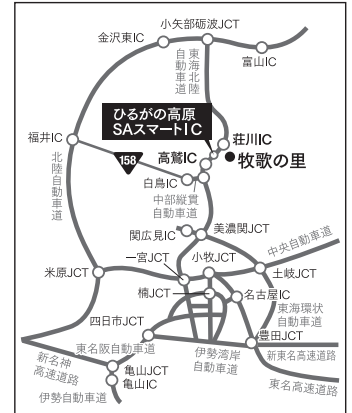 小矢部砺波JCT
金沢東IC
富山IC
東海北陸
自動車道
ひるがの高原
SAスマートIC
荘川IC
福井IC
158
高鷲IC
牧歌の里
北陸自動車道
白鳥IC
中部縦貫
自動車道
関広見IC
美濃関JCT
中央自動車道
一宮JCT
小牧JCT
米原JCT
土岐JCT
楠JCT
名古屋IC
東海環状
自動車道
四日市JCT
豊田JCT
東名阪自動車道
伊勢湾岸
自動車道
新東名高速道路
新名神
高速道路
亀山JCT
亀山IC
東名高速道路
伊勢自動車道